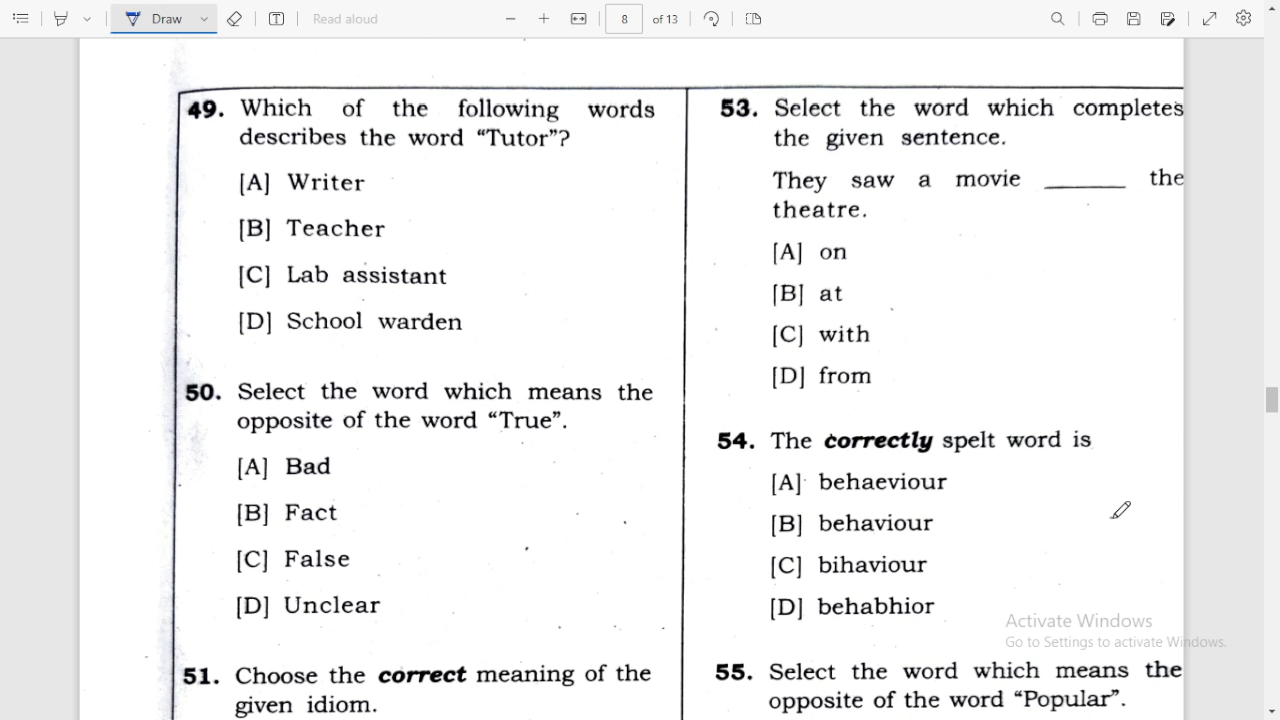 Draw
Read aloud
8 of 13
49. Which of the following words
describes the word “Tutor”?
[A] Writer
[B] Teacher
[C] Lab assistant
[D] School warden
50. Select the word which means the
opposite of the word “True”.
[A] Bad
[B] Fact
[C] False
[D] Unclear
51. Choose the correct meaning of the
given idiom.
53. Select the word which completes
the given sentence.
They saw a movie ______ the
theatre.
[A] on
[B] at
[C] with
[D] from
54. The correctly spelt word is
[A] behaeviour
[B] behaviour
[C] bihaviour
[D] behabhior
55. Select the word which means the
opposite of the word “Popular”.
Activate Windows
Go to Settings to activate Windows.